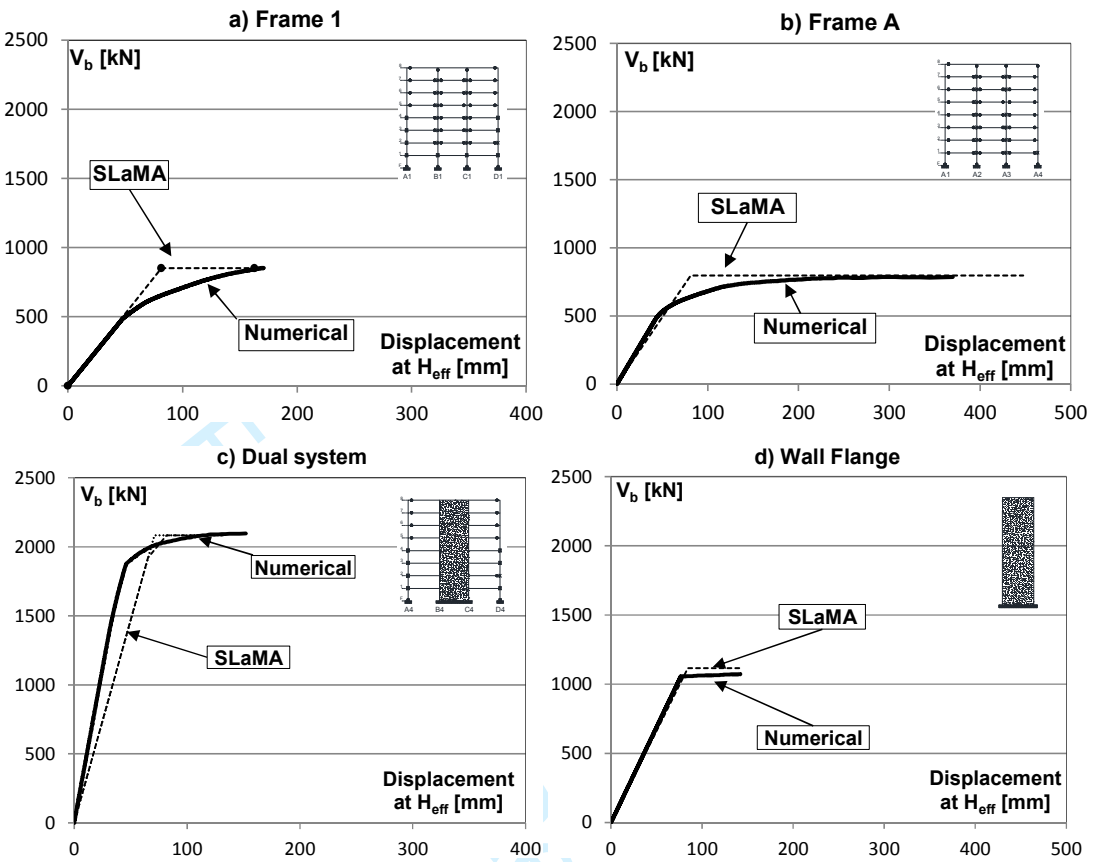 a) Frame 1
V_b [kN]
2500
2000
1500
1000
500
0
SLaMA
Numerical
Displacement
at H_eff [mm]
0 100 200 300 400
A1 B1 C1 D1
b) Frame A
V_b [kN]
2500
2000
1500
1000
500
0
SLaMA
Numerical
Displacement
at H_eff [mm]
0 100 200 300 400 500
A1 A2 A3 A4
c) Dual system
V_b [kN]
2500
2000
1500
1000
500
0
Numerical
SLaMA
Displacement
at H_eff [mm]
0 100 200 300 400
A4 B4 C4 D4
d) Wall Flange
V_b [kN]
2500
2000
1500
1000
500
0
SLaMA
Numerical
Displacement
at H_eff [mm]
0 100 200 300 400 500